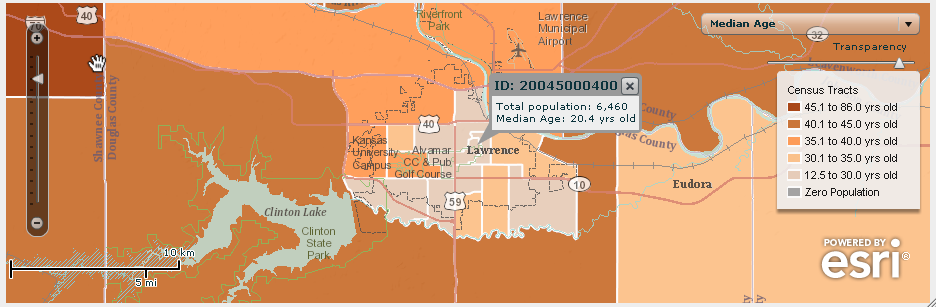 70
40
Riverfront
Park
Lawrence
Municipal
Airport
Median Age
32
Transparency
Shawnee County
Douglas County
ID: 20045000400
Total population: 6,460
Median Age: 20.4 yrs old
County
County
Census Tracts
45.1 to 86.0 yrs old
40.1 to 45.0 yrs old
35.1 to 40.0 yrs old
30.1 to 35.0 yrs old
12.5 to 30.0 yrs old
Zero Population
40
Kansas
University
Campus
Alvamar
CC & Pub
Golf Course
Lawrence
10
Eudora
59
Clinton Lake
Clinton
State
Park
10 km
5 mi
POWERED BY
esri®